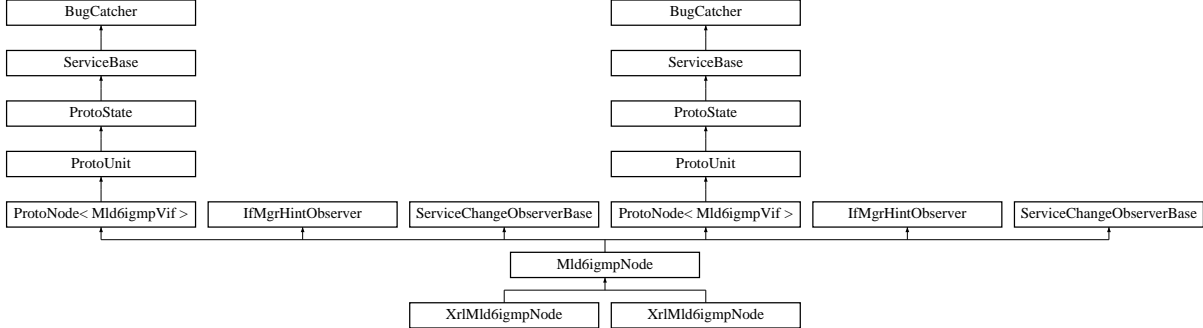 BugCatcher BugCatcher
ServiceBase ServiceBase
ProtoState ProtoState
ProtoUnit ProtoUnit
ProtoNode< Mld6igmpVif > IfMgrHintObserver ServiceChangeObserverBase ProtoNode< Mld6igmpVif > IfMgrHintObserver ServiceChangeObserverBase
Mld6igmpNode
XrlMld6igmpNode XrlMld6igmpNode